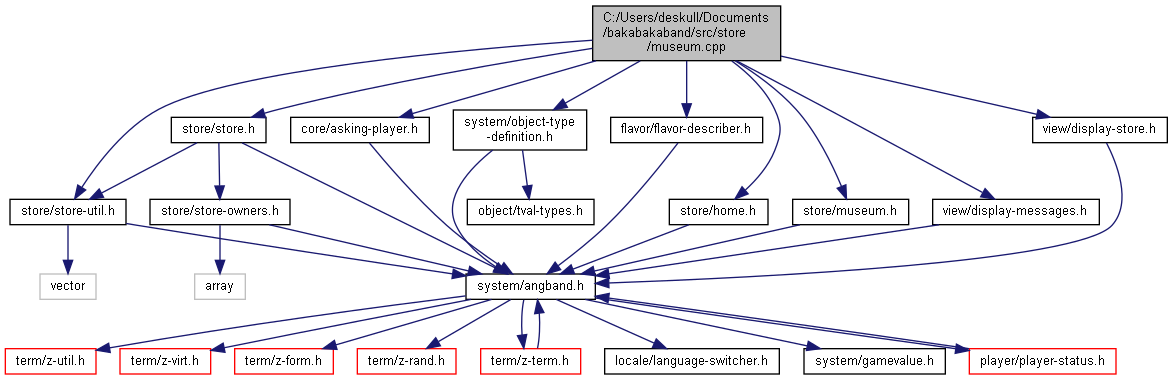 C:/Users/deskull/Documents
/bakabakaband/src/store
/museum.cpp
store/store.h
core/asking-player.h
system/object-type
-definition.h
flavor/flavor-describer.h
view/display-store.h
store/store-util.h
store/store-owners.h
object/tval-types.h
store/home.h
store/museum.h
view/display-messages.h
vector
array
system/angband.h
term/z-util.h
term/z-virt.h
term/z-form.h
term/z-rand.h
term/z-term.h
locale/language-switcher.h
system/gamevalue.h
player/player-status.h